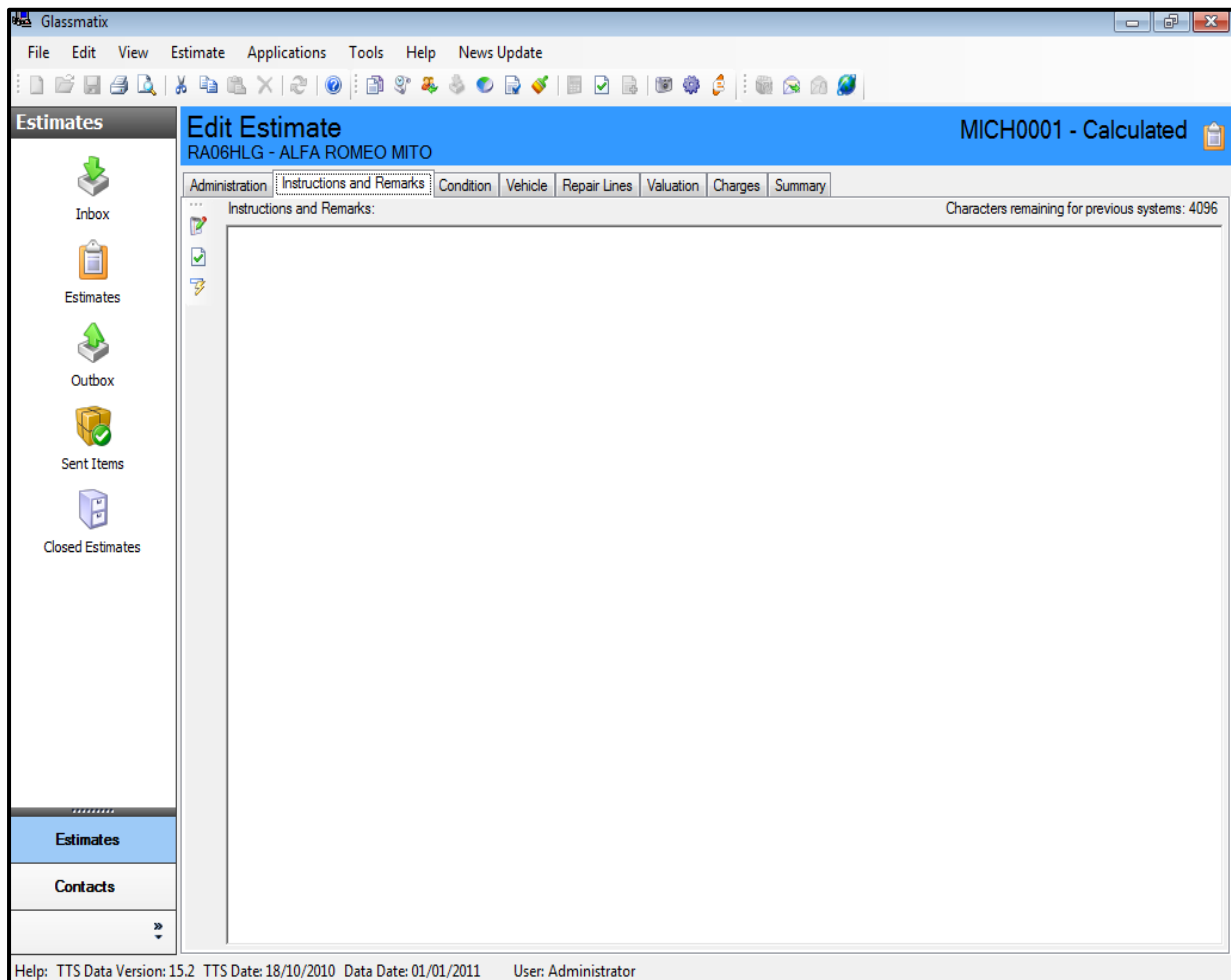 Glassmatix
File Edit View Estimate Applications Tools Help News Update
Estimates
Inbox
Estimates
Outbox
Sent Items
Closed Estimates
Estimates
Contacts
Edit Estimate
RA06HLG - ALFA ROMEO MITO
MICH0001 - Calculated
Administration Instructions and Remarks Condition Vehicle Repair Lines Valuation Charges Summary
Instructions and Remarks: Characters remaining for previous systems: 4096
Help: TTS Data Version: 15.2 TTS Date: 18/10/2010 Data Date: 01/01/2011 User: Administrator